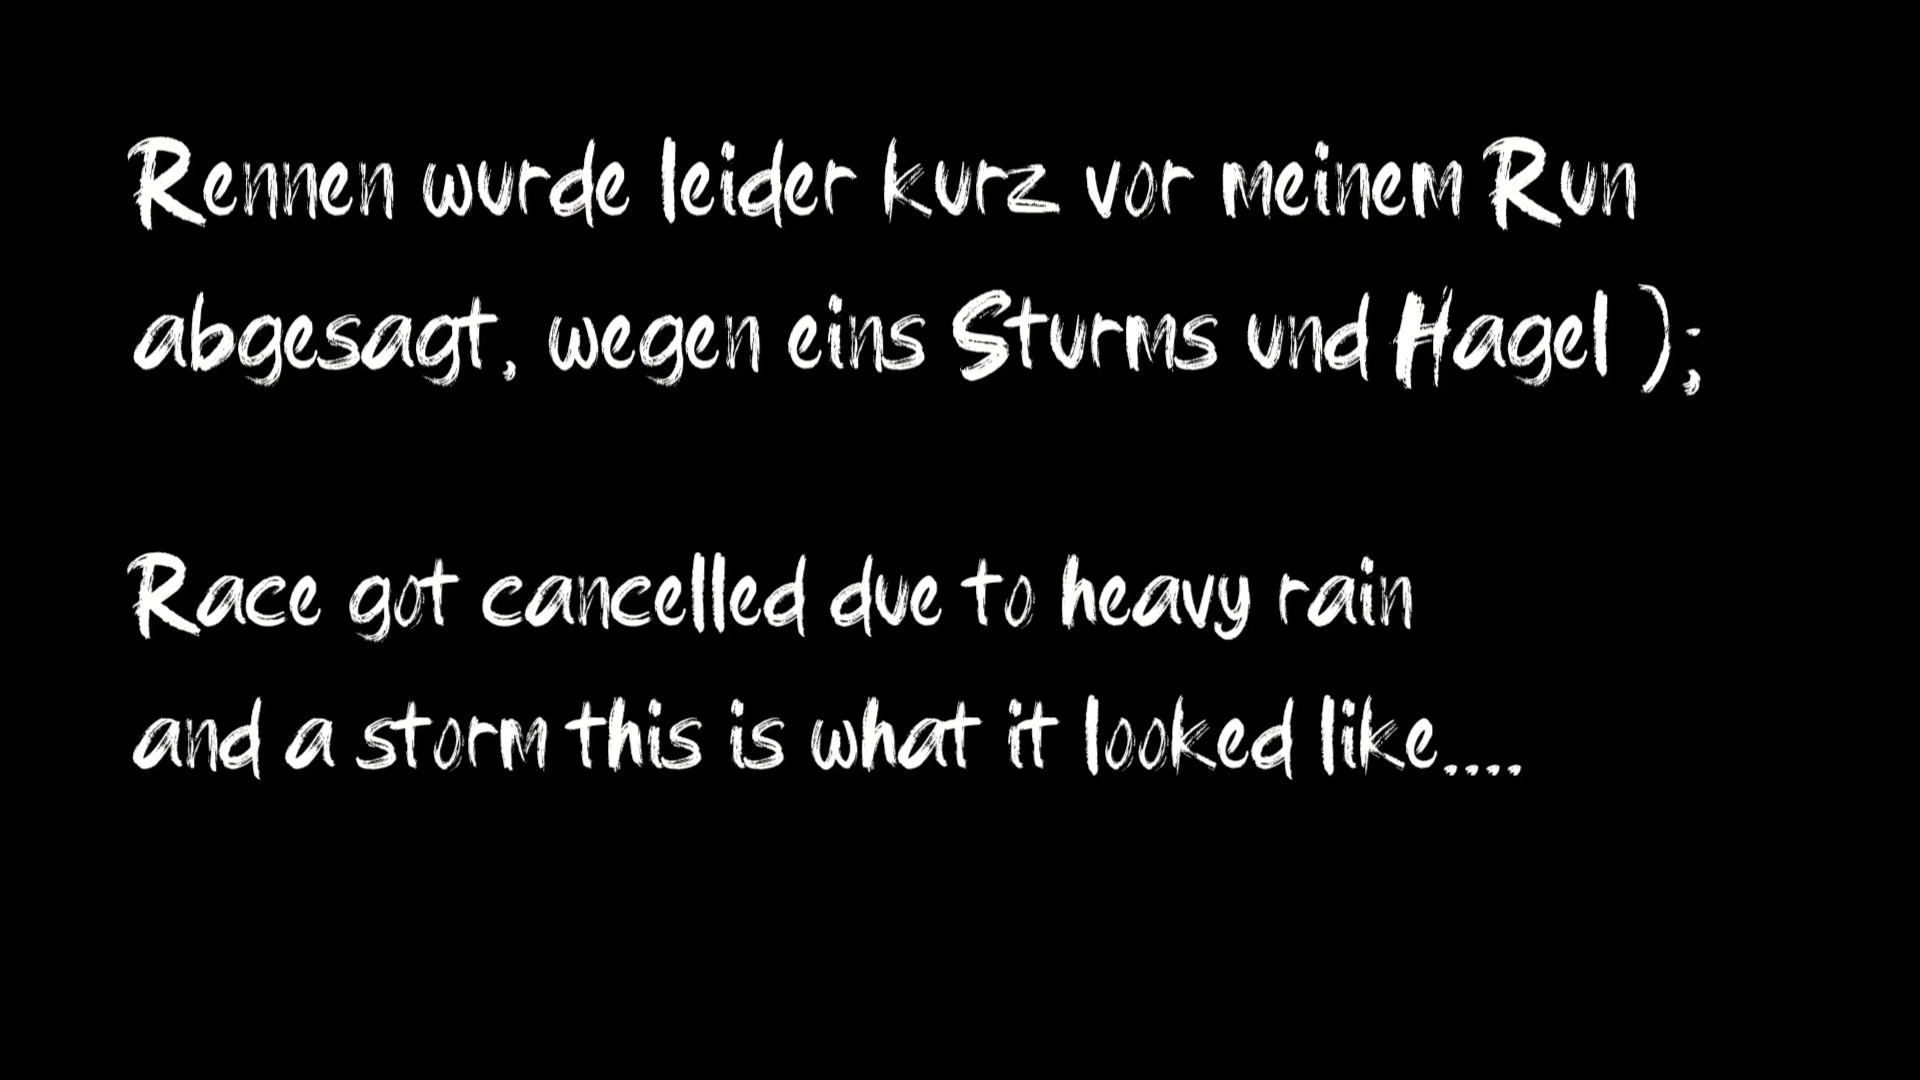 Rennen wurde leider kurz vor meinem Run
abgesagt, wegen eins Sturms und Hagel );
Race got cancelled due to heavy rain
and a storm this is what it looked like....